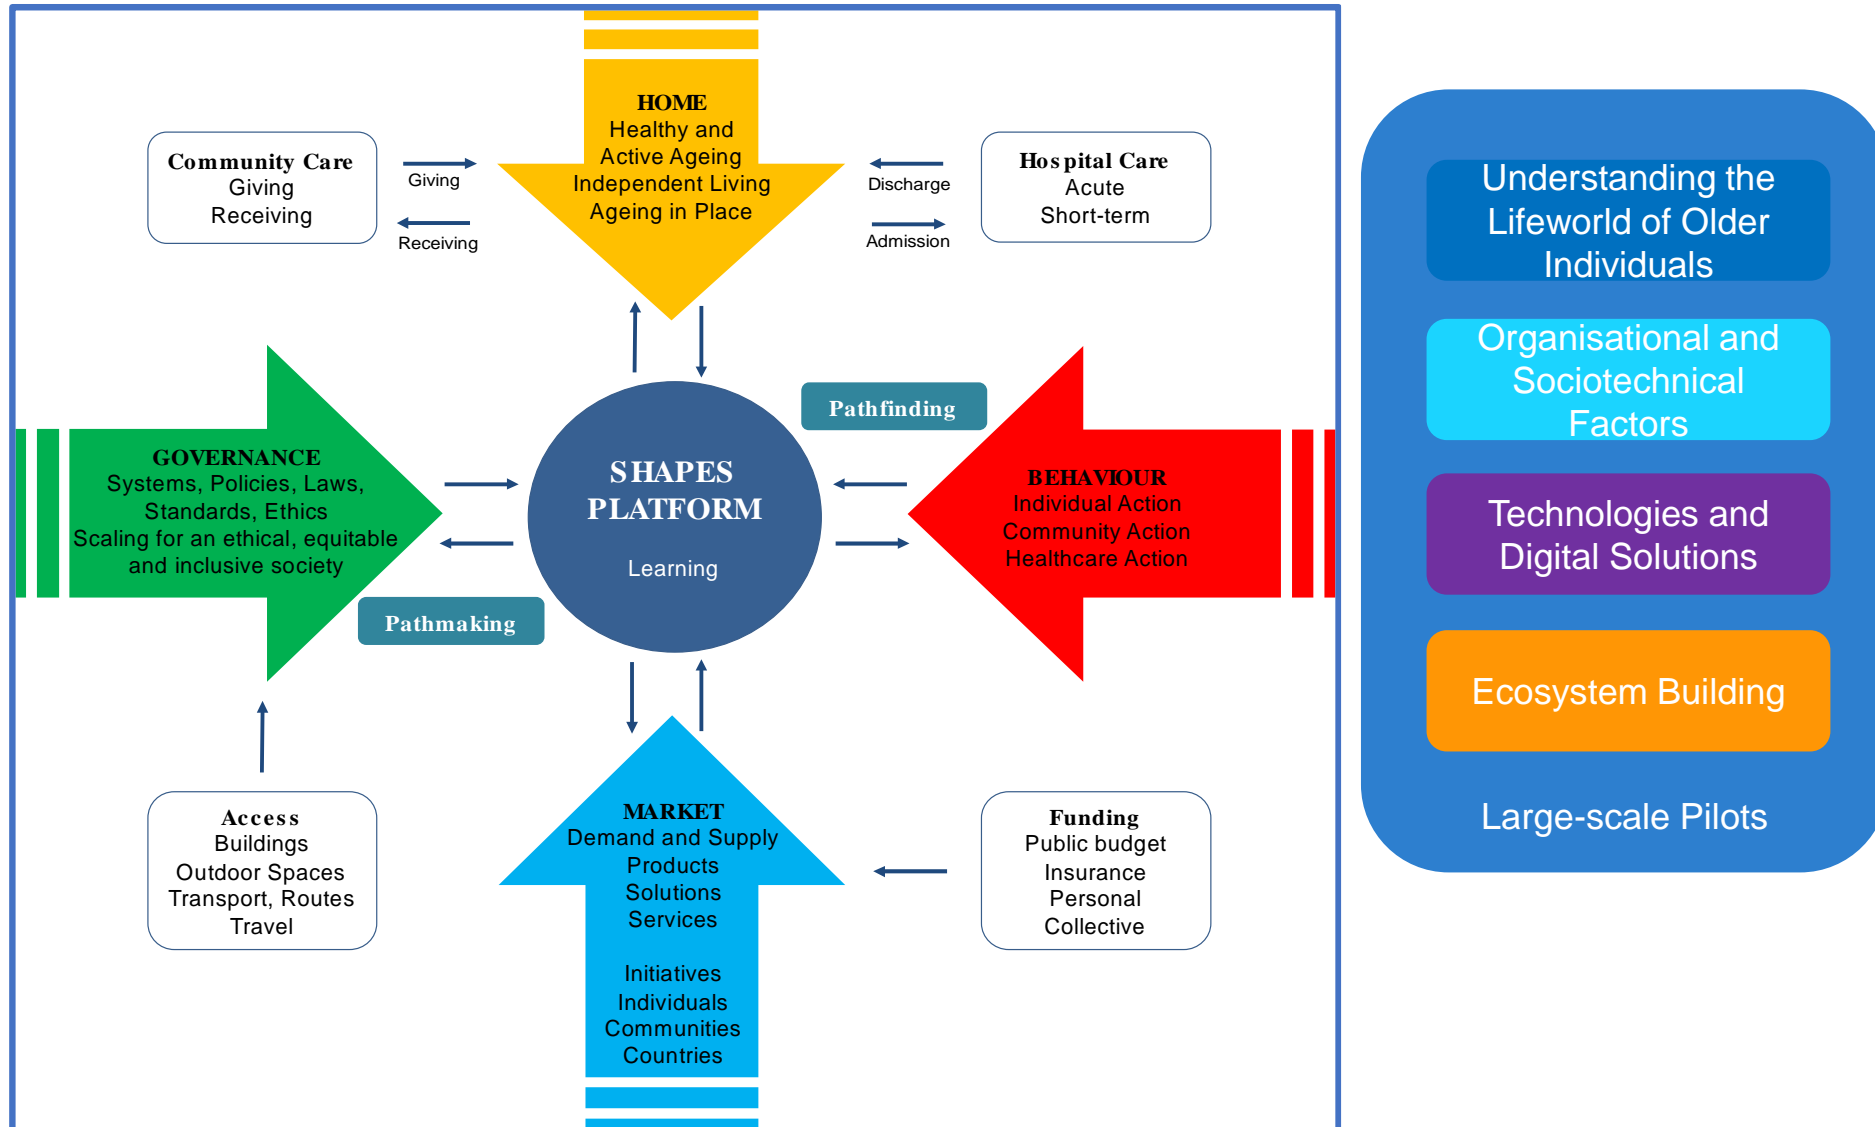 HOME
Healthy and
Active Ageing
Independent Living
Ageing in Place
Community Care
Giving
Receiving
Giving
Receiving
Discharge
Admission
Hospital Care
Acute
Short-term
GOVERNANCE
Systems, Policies, Laws,
Standards, Ethics
Scaling for an ethical, equitable
and inclusive society
SHAPES
PLATFORM
Learning
Pathfinding
Pathmaking
BEHAVIOUR
Individual Action
Community Action
Healthcare Action
Access
Buildings
Outdoor Spaces
Transport, Routes
Travel
MARKET
Demand and Supply
Products
Solutions
Services
Initiatives
Individuals
Communities
Countries
Funding
Public budget
Insurance
Personal
Collective
Understanding the
Lifeworld of Older
Individuals
Organisational and
Sociotechnical
Factors
Technologies and
Digital Solutions
Ecosystem Building
Large-scale Pilots